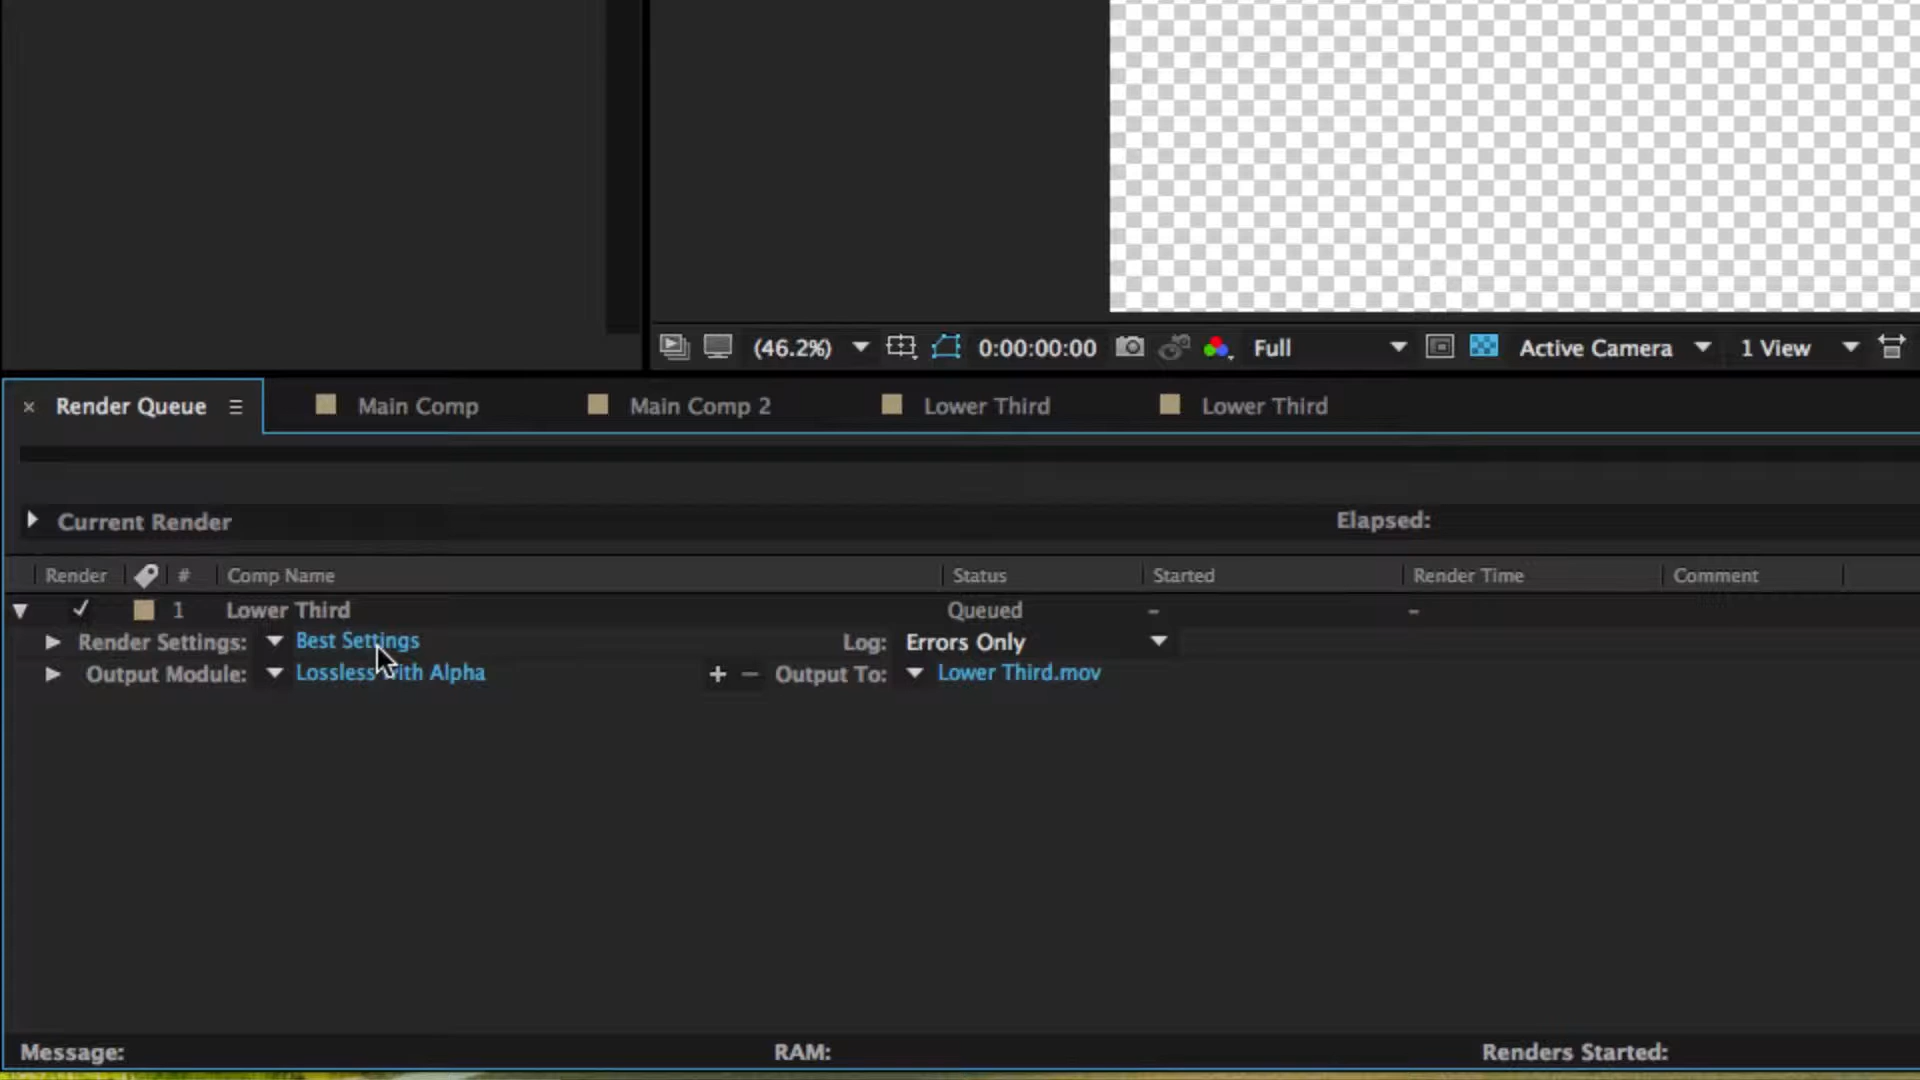 (46.2%) 0:00:00:00 Full Active Camera 1 View
× Render Queue Main Comp Main Comp 2 Lower Third Lower Third
Current Render Elapsed:
Render # Comp Name Status Started Render Time Comment
1 Lower Third Queued – –
Render Settings: Best Settings Log: Errors Only
Output Module: Lossless with Alpha + – Output To: Lower Third.mov
Message: RAM: Renders Started: